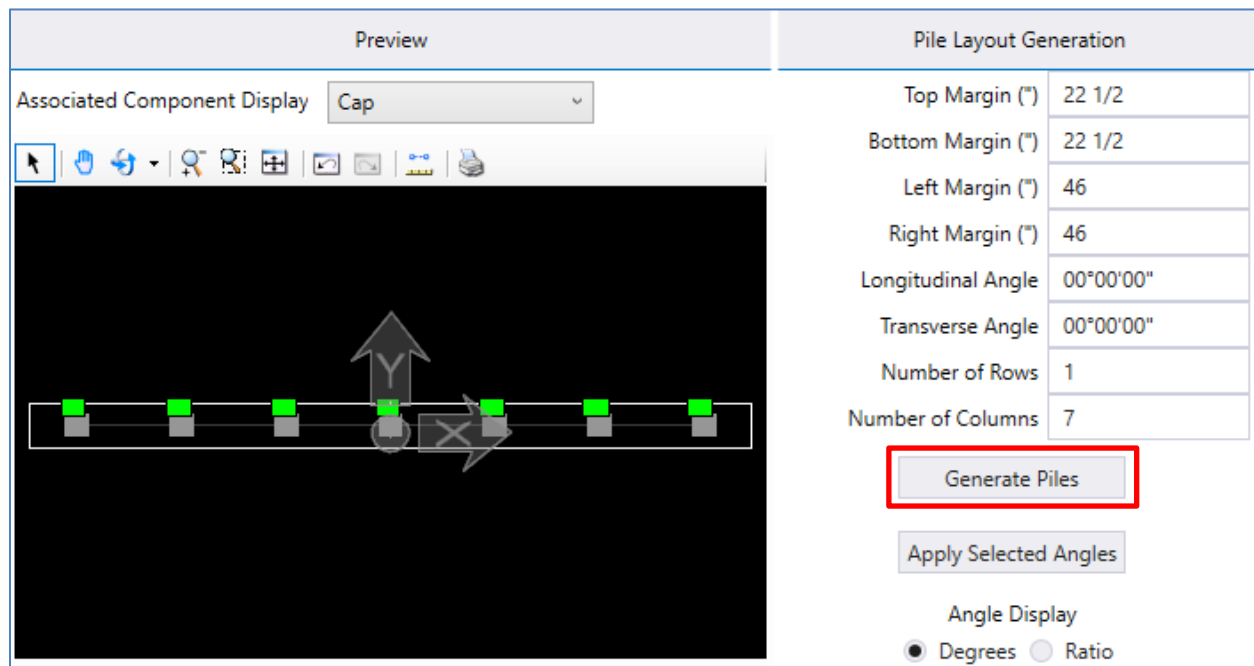 Preview
Pile Layout Generation
Associated Component Display Cap
Top Margin (") 22 1/2
Bottom Margin (") 22 1/2
Left Margin (") 46
Right Margin (") 46
Longitudinal Angle 00°00'00"
Transverse Angle 00°00'00"
Number of Rows 1
Number of Columns 7
Y
X
Generate Piles
Apply Selected Angles
Angle Display
Degrees Ratio